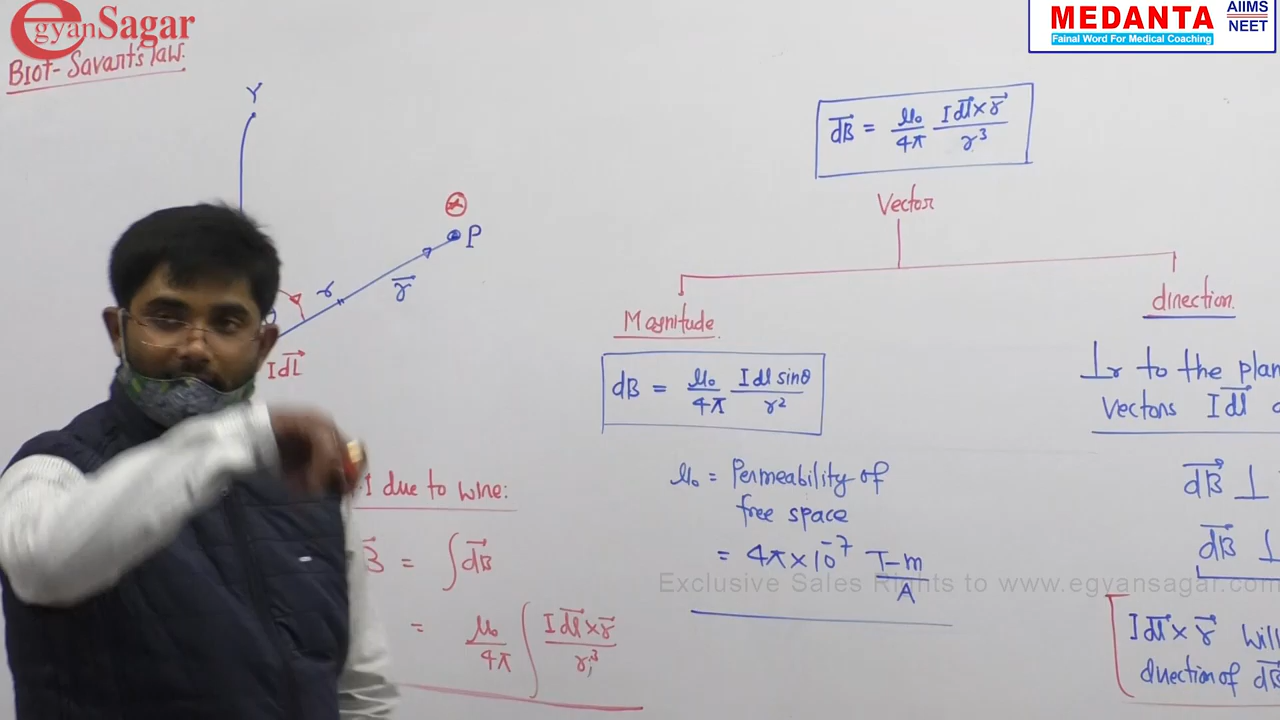 egyanSagar
MEDANTA
Fainal Word For Medical Coaching
AIIMS
NEET
Biot-Savart's law:
Y
P
r
r⃗
Idl⃗
dB⃗ = μ₀/4π Idl⃗×r⃗/r³
Vector
Magnitude
direction.
dB = μ₀/4π Idl sinθ/r²
⊥r to the plan
vectors Idl⃗
μ₀ = Permeability of
free space
= 4π×10⁻⁷ T-m/A
dB⃗ ⊥
dB⃗ ⊥
due to wire:
B⃗ = ∫dB⃗
= μ₀/4π ∫ Idl⃗×r⃗/r³
Idl⃗×r⃗ will
direction of dB⃗
Exclusive Sales Rights to www.egyansagar.com